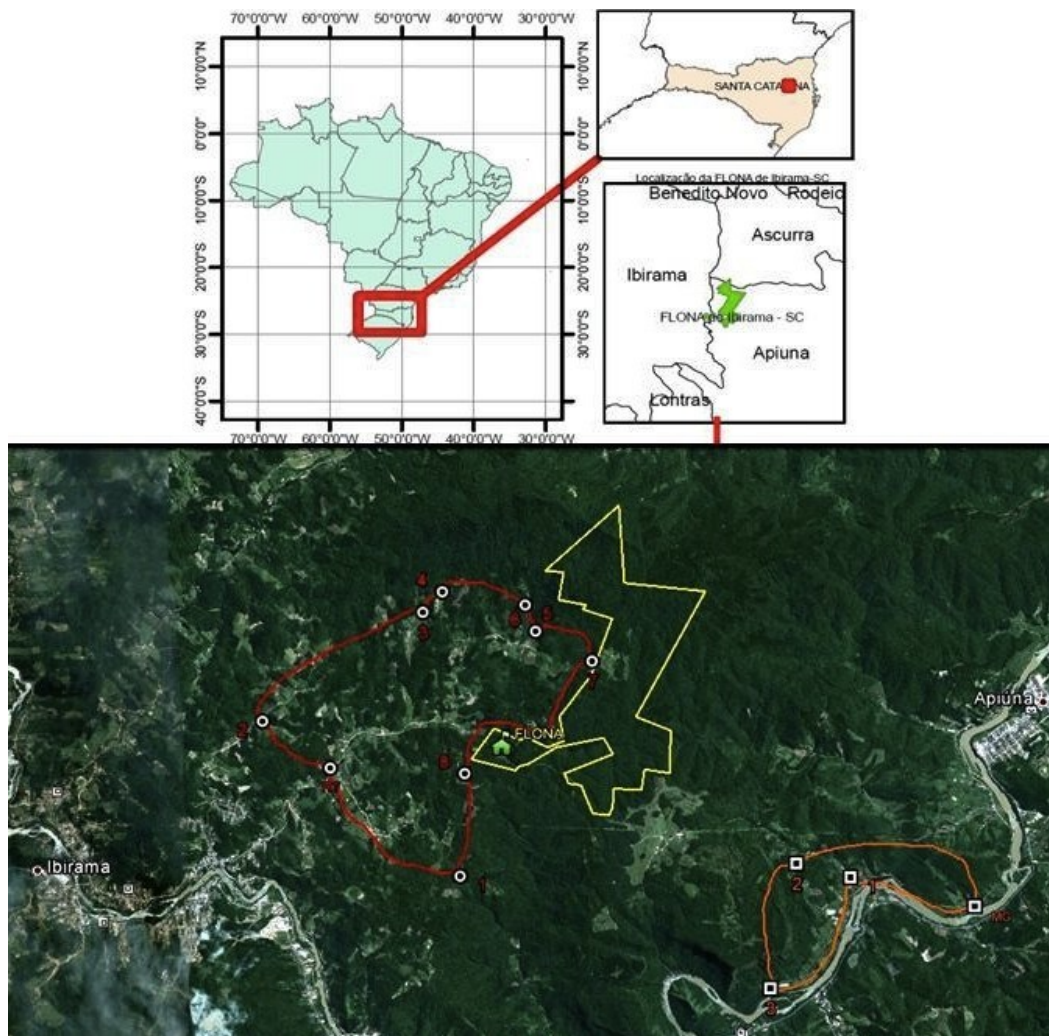 70°0'0"W 60°0'0"W 50°0'0"W 40°0'0"W 30°0'0"W
10°0'0"N
0°0'0"
10°0'0"S
20°0'0"S
30°0'0"S
40°0'0"S
10°0'0"N
0°0'0"
10°0'0"S
20°0'0"S
30°0'0"S
40°0'0"S
70°0'0"W 60°0'0"W 50°0'0"W 40°0'0"W 30°0'0"W
SANTA CATARINA
Localização da FLONA de Ibirama-SC
Benedito Novo Rodeio
Ascurra
Ibirama
FLONA de Ibirama - SC
Apiuna
Lontras
4
3
6 5
7
2
FLONA
8
1
Ibirama
Apiúna
2
1
MG
3